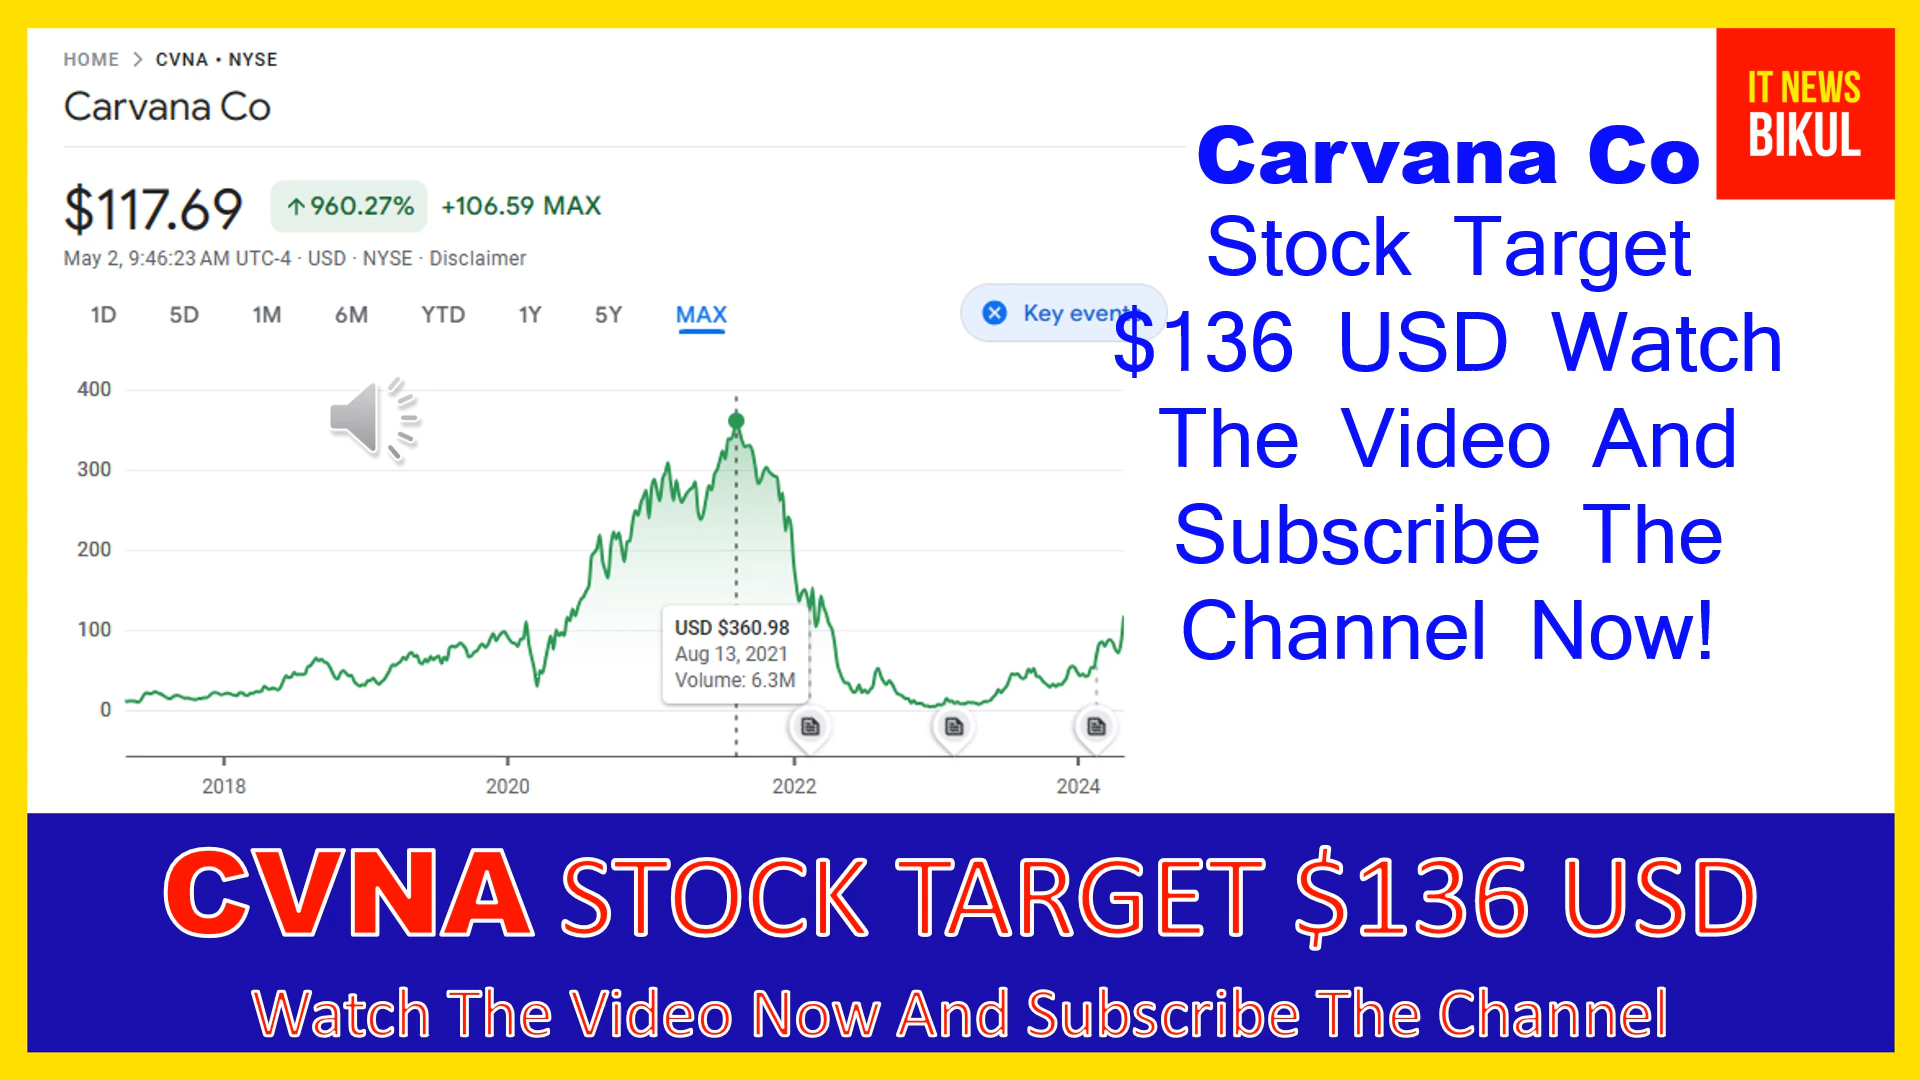 HOME > CVNA • NYSE
Carvana Co
$117.69 ↑960.27% +106.59 MAX
May 2, 9:46:23 AM UTC-4 · USD · NYSE · Disclaimer
1D 5D 1M 6M YTD 1Y 5Y MAX
Key event
400
300
200
100
0
USD $360.98
Aug 13, 2021
Volume: 6.3M
2018 2020 2022 2024
IT NEWS
BIKUL
Carvana Co
Stock Target
$136 USD Watch
The Video And
Subscribe The
Channel Now!
CVNA STOCK TARGET $136 USD
Watch The Video Now And Subscribe The Channel